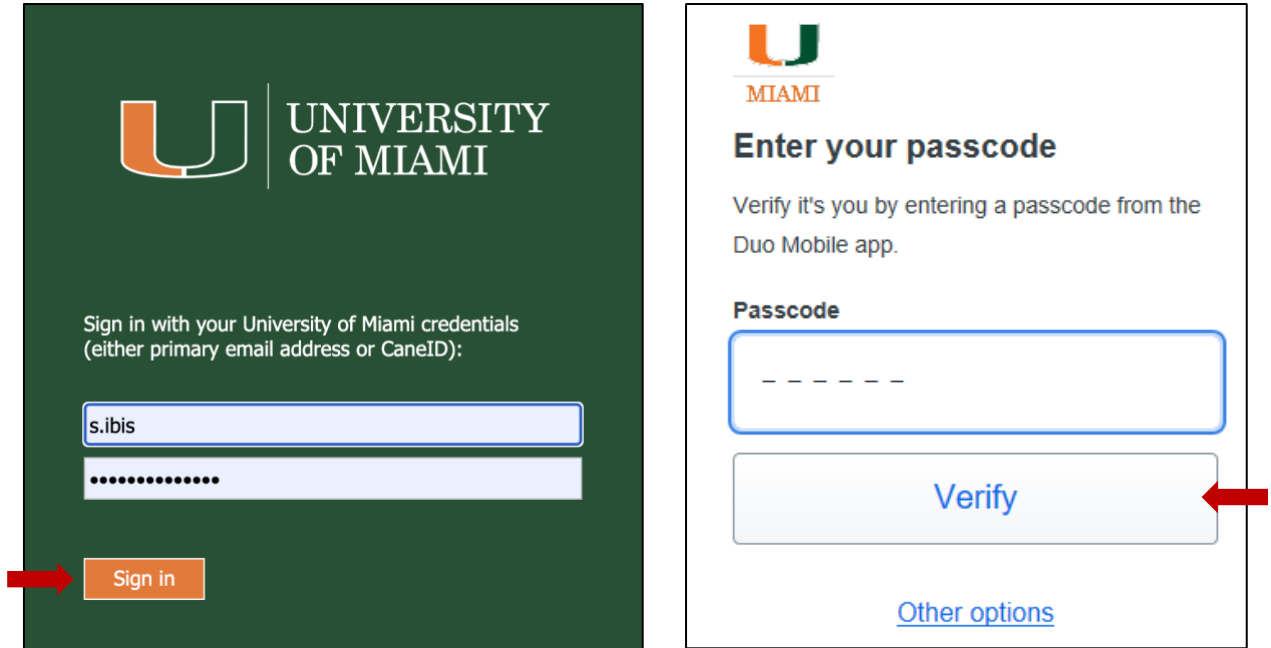 UNIVERSITY
OF MIAMI
Sign in with your University of Miami credentials
(either primary email address or CaneID):
s.ibis
••••••••••••••
Sign in
MIAMI
Enter your passcode
Verify it's you by entering a passcode from the
Duo Mobile app.
Passcode
_ _ _ _ _ _
Verify
Other options